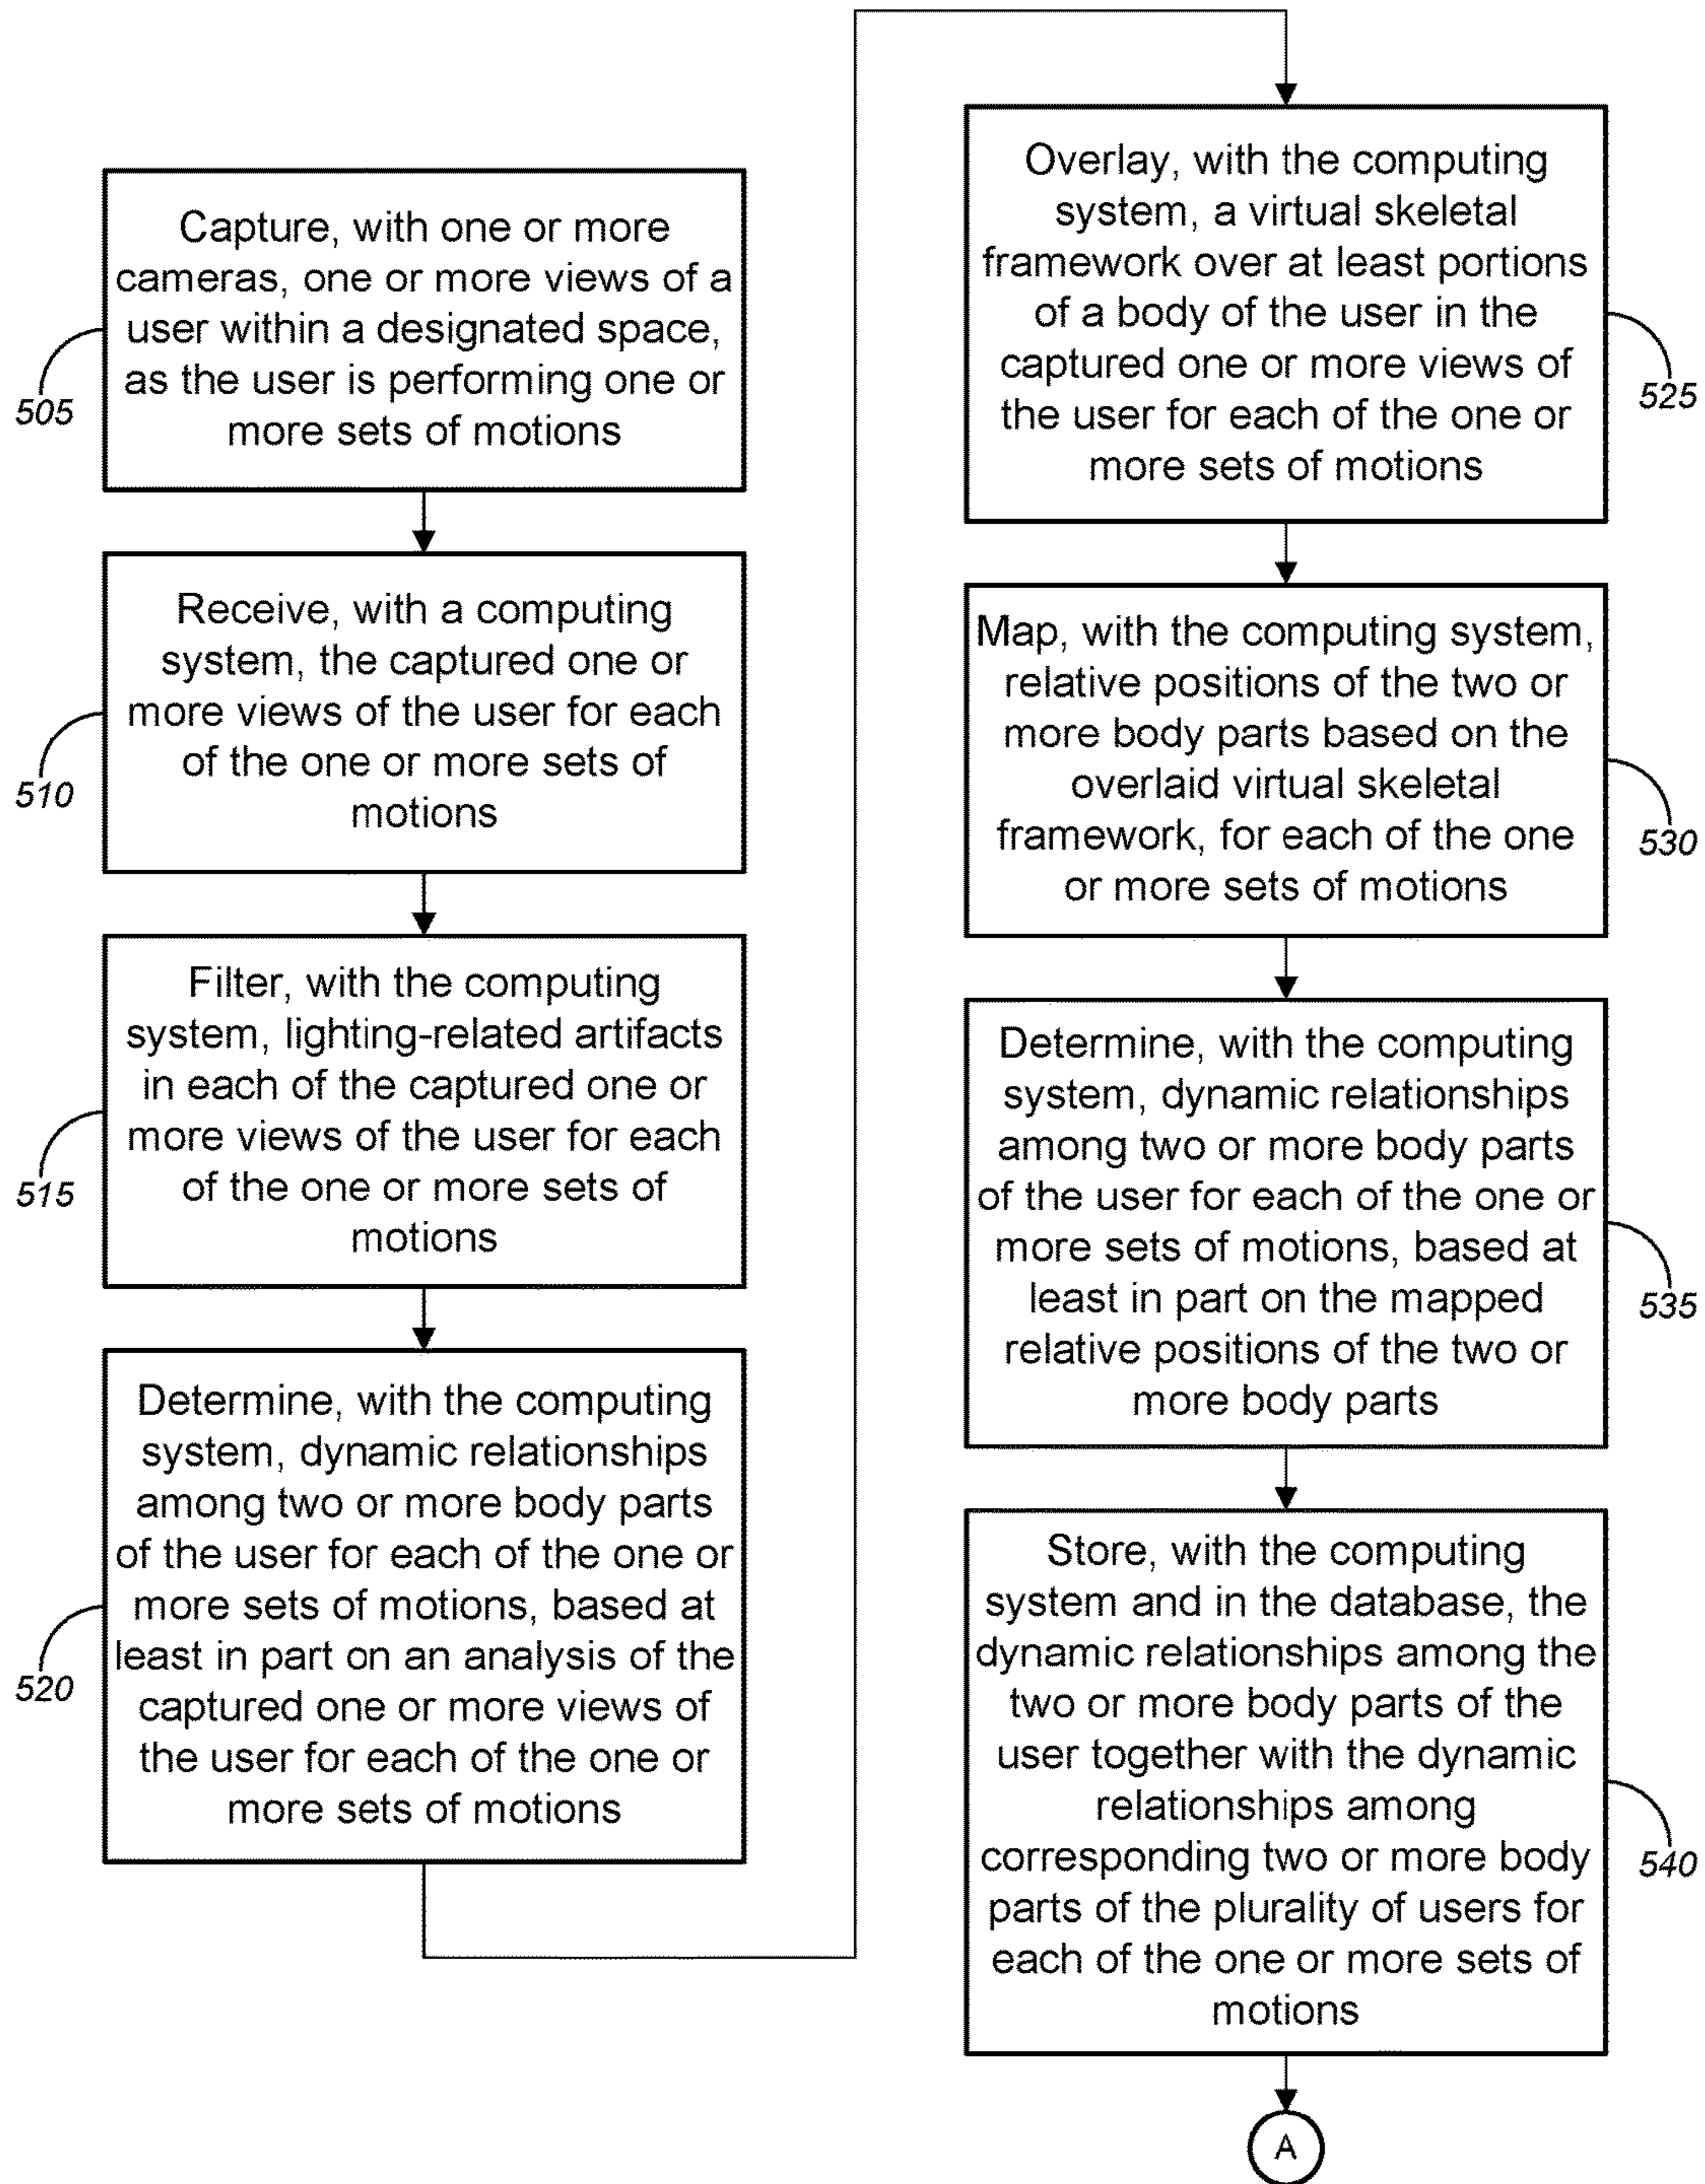 Capture, with one or more
cameras, one or more views of a
user within a designated space,
as the user is performing one or
more sets of motions
505
Receive, with a computing
system, the captured one or
more views of the user for each
of the one or more sets of
motions
510
Filter, with the computing
system, lighting-related artifacts
in each of the captured one or
more views of the user for each
of the one or more sets of
motions
515
Determine, with the computing
system, dynamic relationships
among two or more body parts
of the user for each of the one or
more sets of motions, based at
least in part on an analysis of the
captured one or more views of
the user for each of the one or
more sets of motions
520
Overlay, with the computing
system, a virtual skeletal
framework over at least portions
of a body of the user in the
captured one or more views of
the user for each of the one or
more sets of motions
525
Map, with the computing system,
relative positions of the two or
more body parts based on the
overlaid virtual skeletal
framework, for each of the one
or more sets of motions
530
Determine, with the computing
system, dynamic relationships
among two or more body parts
of the user for each of the one or
more sets of motions, based at
least in part on the mapped
relative positions of the two or
more body parts
535
Store, with the computing
system and in the database, the
dynamic relationships among the
two or more body parts of the
user together with the dynamic
relationships among
corresponding two or more body
parts of the plurality of users for
each of the one or more sets of
motions
540
A